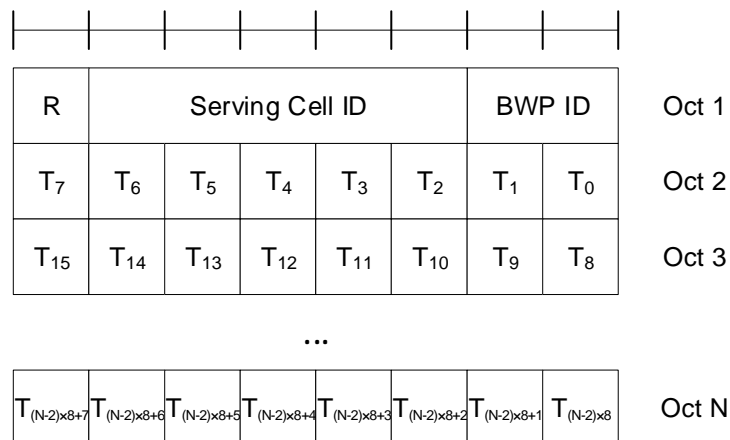 R Serving Cell ID BWP ID Oct 1
T7 T6 T5 T4 T3 T2 T1 T0 Oct 2
T15 T14 T13 T12 T11 T10 T9 T8 Oct 3
...
T(N-2)×8+7 T(N-2)×8+6 T(N-2)×8+5 T(N-2)×8+4 T(N-2)×8+3 T(N-2)×8+2 T(N-2)×8+1 T(N-2)×8 Oct N